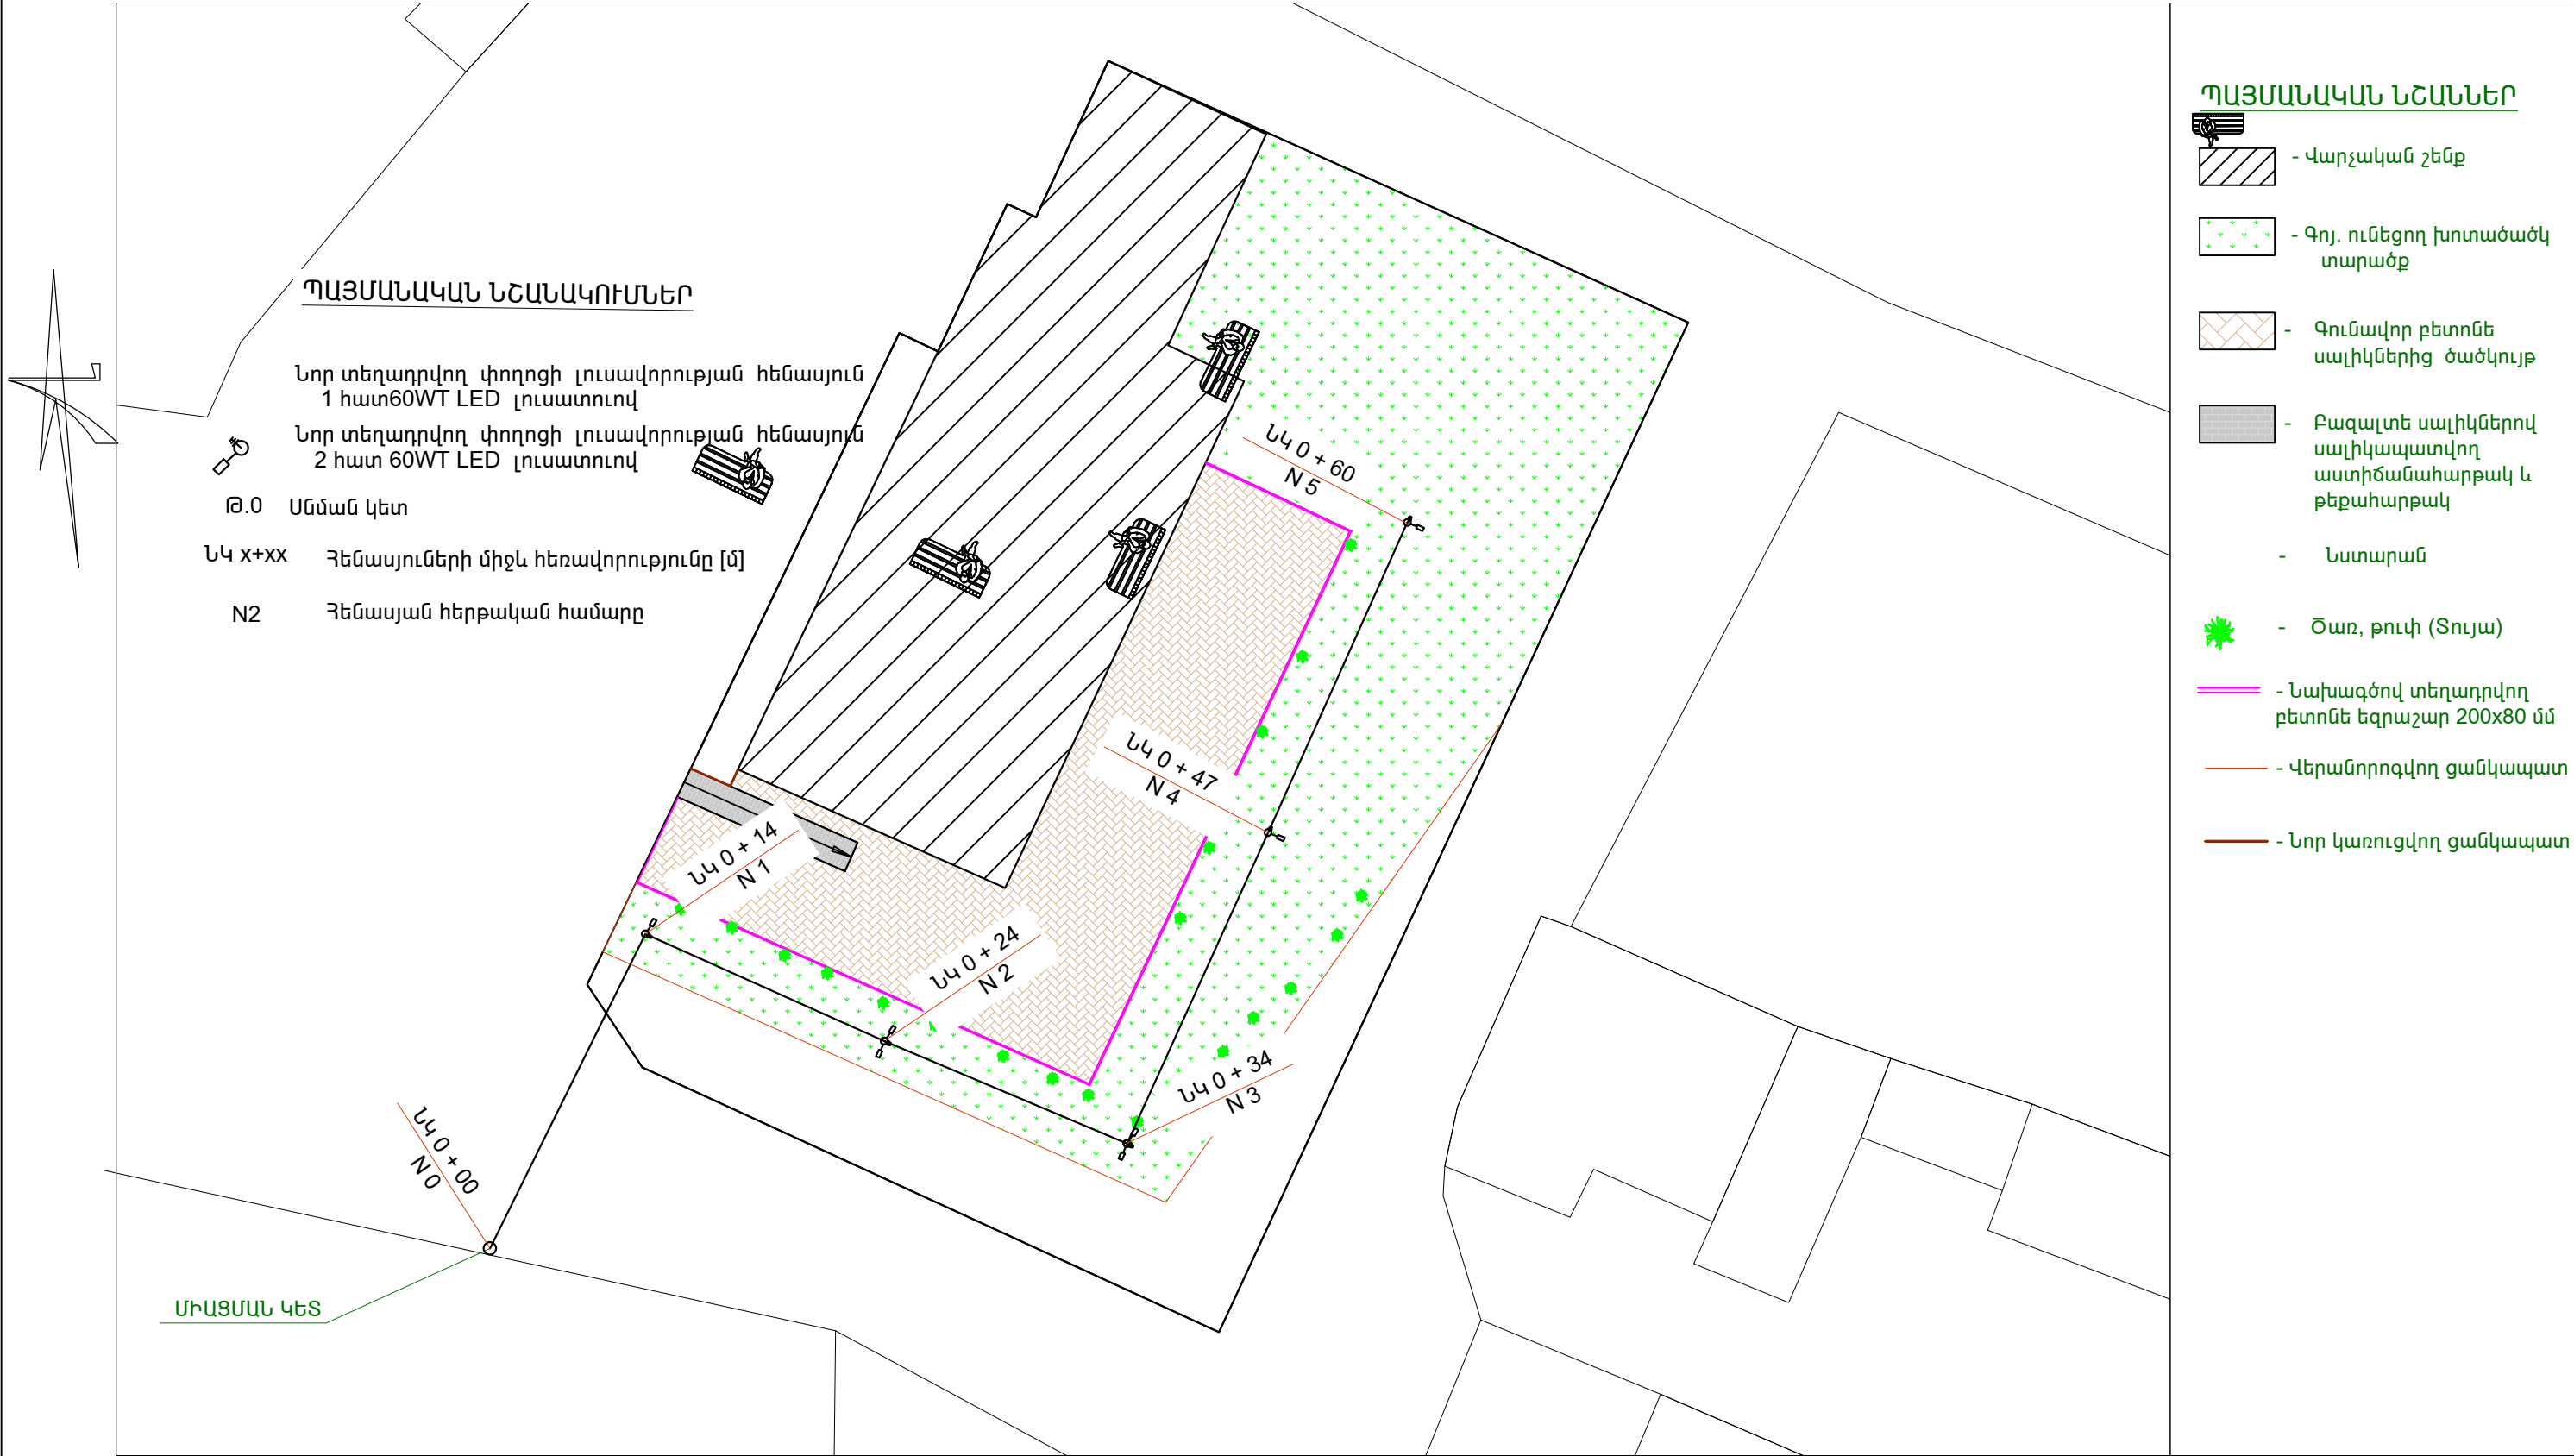 ՊԱՅՄԱՆԱԿԱՆ ՆՇԱՆԱԿՈՒՄՆԵՐ
Նոր տեղադրվող փողոցի լուսավորության հենասյուն
1 հատ60WT LED լուսատուով
Նոր տեղադրվող փողոցի լուսավորության հենասյուն
2 հատ 60WT LED լուսատուով
Թ.0 Սնման կետ
ՆԿ x+xx Հենասյուների միջև հեռավորությունը [մ]
N2 Հենասյան հերթական համարը
ՆԿ 0 + 60
N 5
ՆԿ 0 + 47
N 4
ՆԿ 0 + 14
N 1
ՆԿ 0 + 24
N 2
ՆԿ 0 + 34
N 3
ՆԿ 0 + 00
N 0
ՄԻԱՑՄԱՆ ԿԵՏ
ՊԱՅՄԱՆԱԿԱՆ ՆՇԱՆՆԵՐ
- Վարչական շենք
- Գոյ. ունեցող խոտածածկ
տարածք
- Գունավոր բետոնե
սալիկներից ծածկույթ
- Բազալտե սալիկներով
սալիկապատվող
աստիճանահարթակ և
թեքահարթակ
- Նստարան
- Ծառ, թուփ (Տույա)
- Նախագծով տեղադրվող
բետոնե եզրաշար 200x80 մմ
- Վերանորոգվող ցանկապատ
- Նոր կառուցվող ցանկապատ